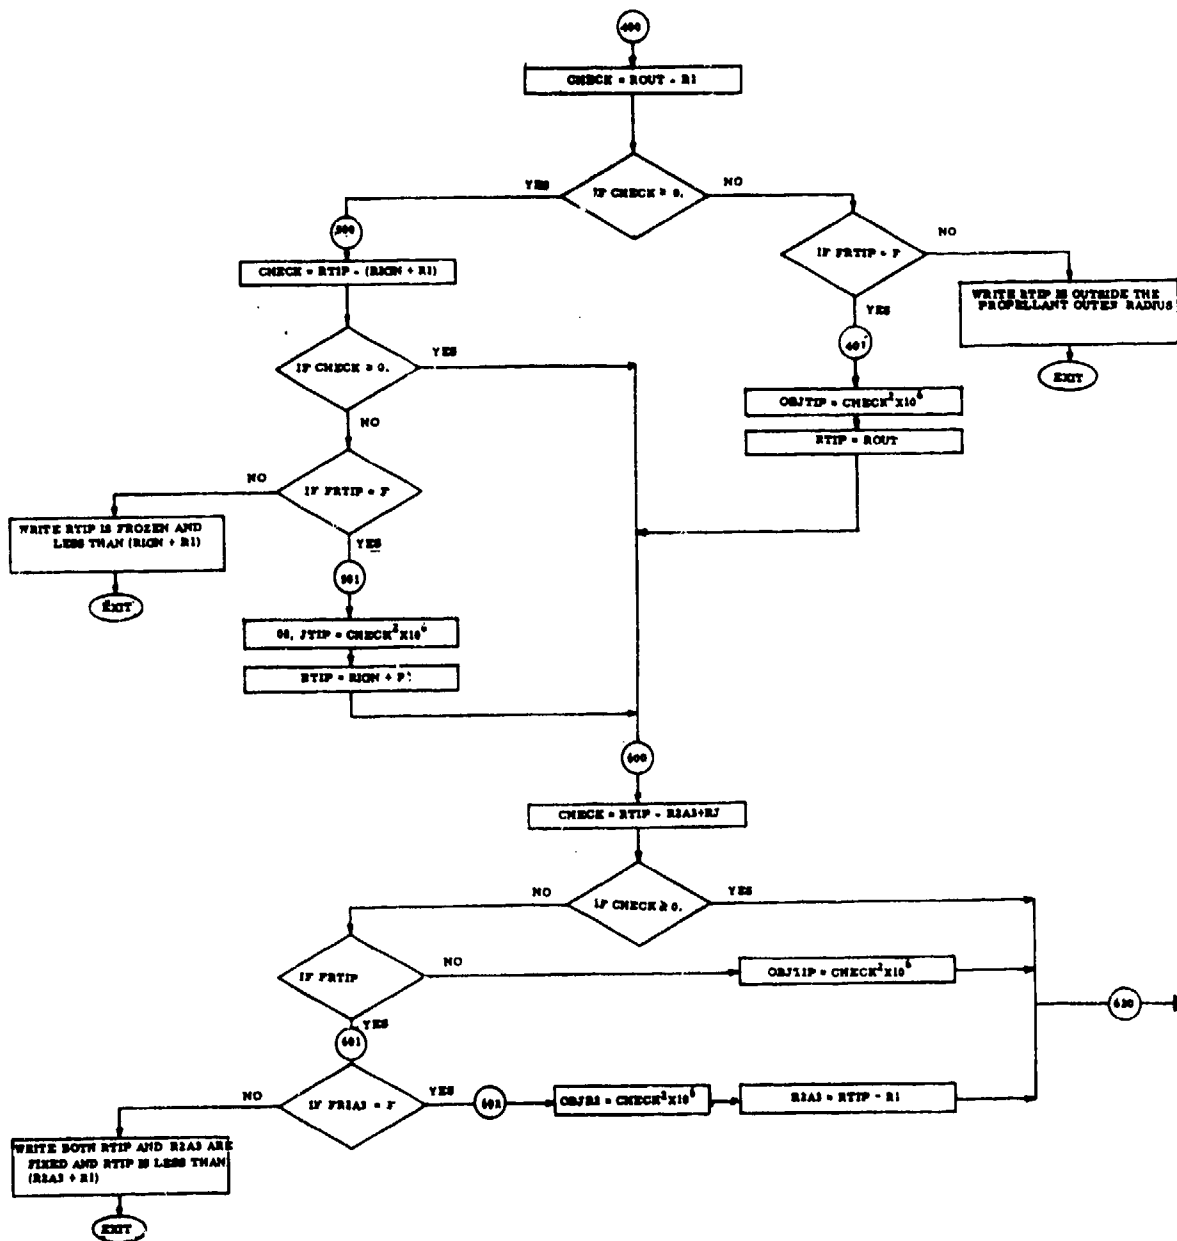 400
CHECK = ROUT - R1
IF CHECK ≥ 0.
YES
NO
500
CHECK = RTIP - (RIGN + R1)
IF FRTIP = F
NO
YES
WRITE RTIP IS OUTSIDE THE
PROPELLANT OUTER RADIUS
EXIT
IF CHECK ≥ 0.
YES
NO
401
OBJTIP = CHECK²X10⁶
RTIP = ROUT
IF FRTIP = F
NO
YES
WRITE RTIP IS FROZEN AND
LESS THAN (RIGN + R1)
EXIT
501
JTIP = CHECK²X10⁶
RTIP = RIGN +
600
CHECK = RTIP - R2A3+R1
IF CHECK ≥ 0.
NO
YES
IF FRTIP
NO
OBJTIP = CHECK²X10⁶
YES
620
601
IF FR2A3 = F
NO
YES
602
OBJR2 = CHECK²X10⁶
R2A3 = RTIP - R1
WRITE BOTH RTIP AND R2A3 ARE
FIXED AND RTIP IS LESS THAN
(R2A3 + R1)
EXIT